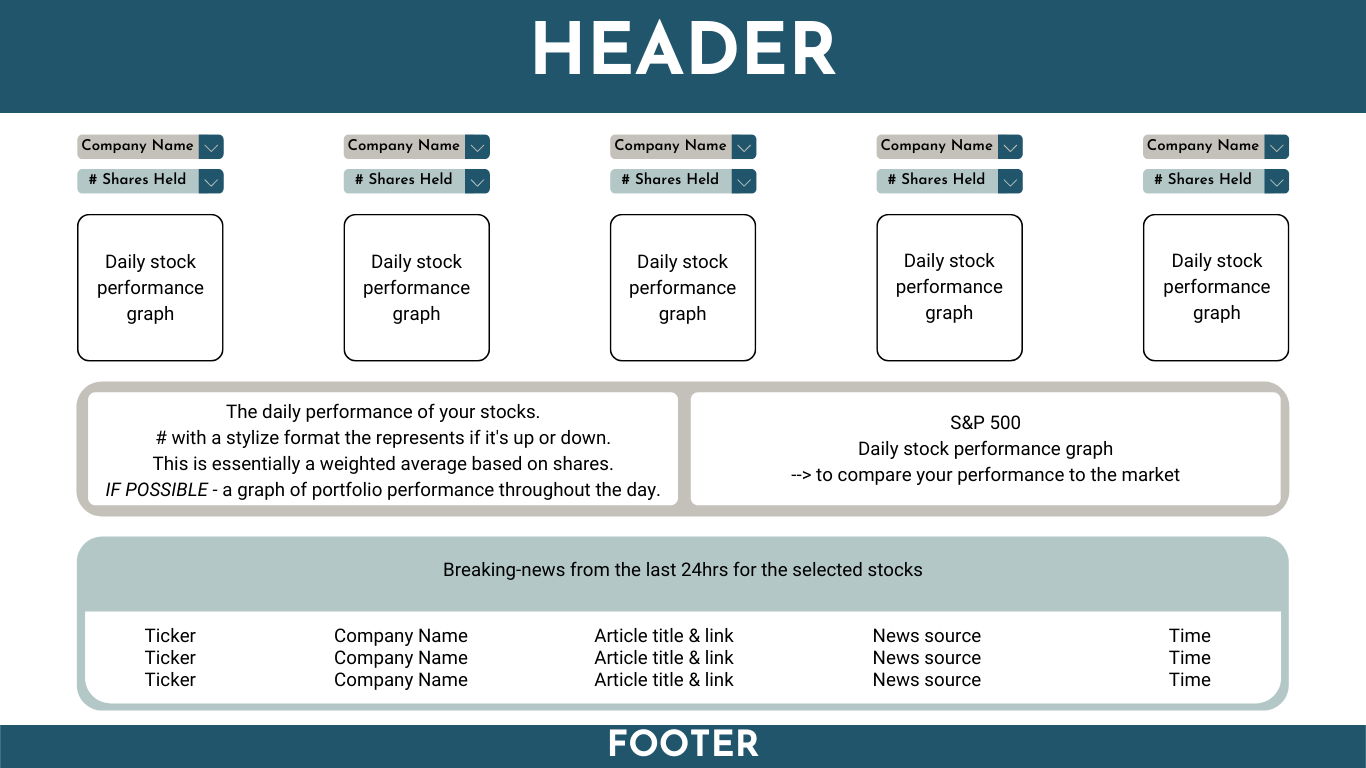 HEADER
Company Name
Company Name
Company Name
Company Name
Company Name
# Shares Held
# Shares Held
# Shares Held
# Shares Held
# Shares Held
Daily stock
performance
graph
Daily stock
performance
graph
Daily stock
performance
graph
Daily stock
performance
graph
Daily stock
performance
graph
The daily performance of your stocks.
# with a stylize format the represents if it's up or down.
This is essentially a weighted average based on shares.
IF POSSIBLE - a graph of portfolio performance throughout the day.
S&P 500
Daily stock performance graph
--> to compare your performance to the market
Breaking-news from the last 24hrs for the selected stocks
Ticker Company Name Article title & link News source Time
Ticker Company Name Article title & link News source Time
Ticker Company Name Article title & link News source Time
FOOTER